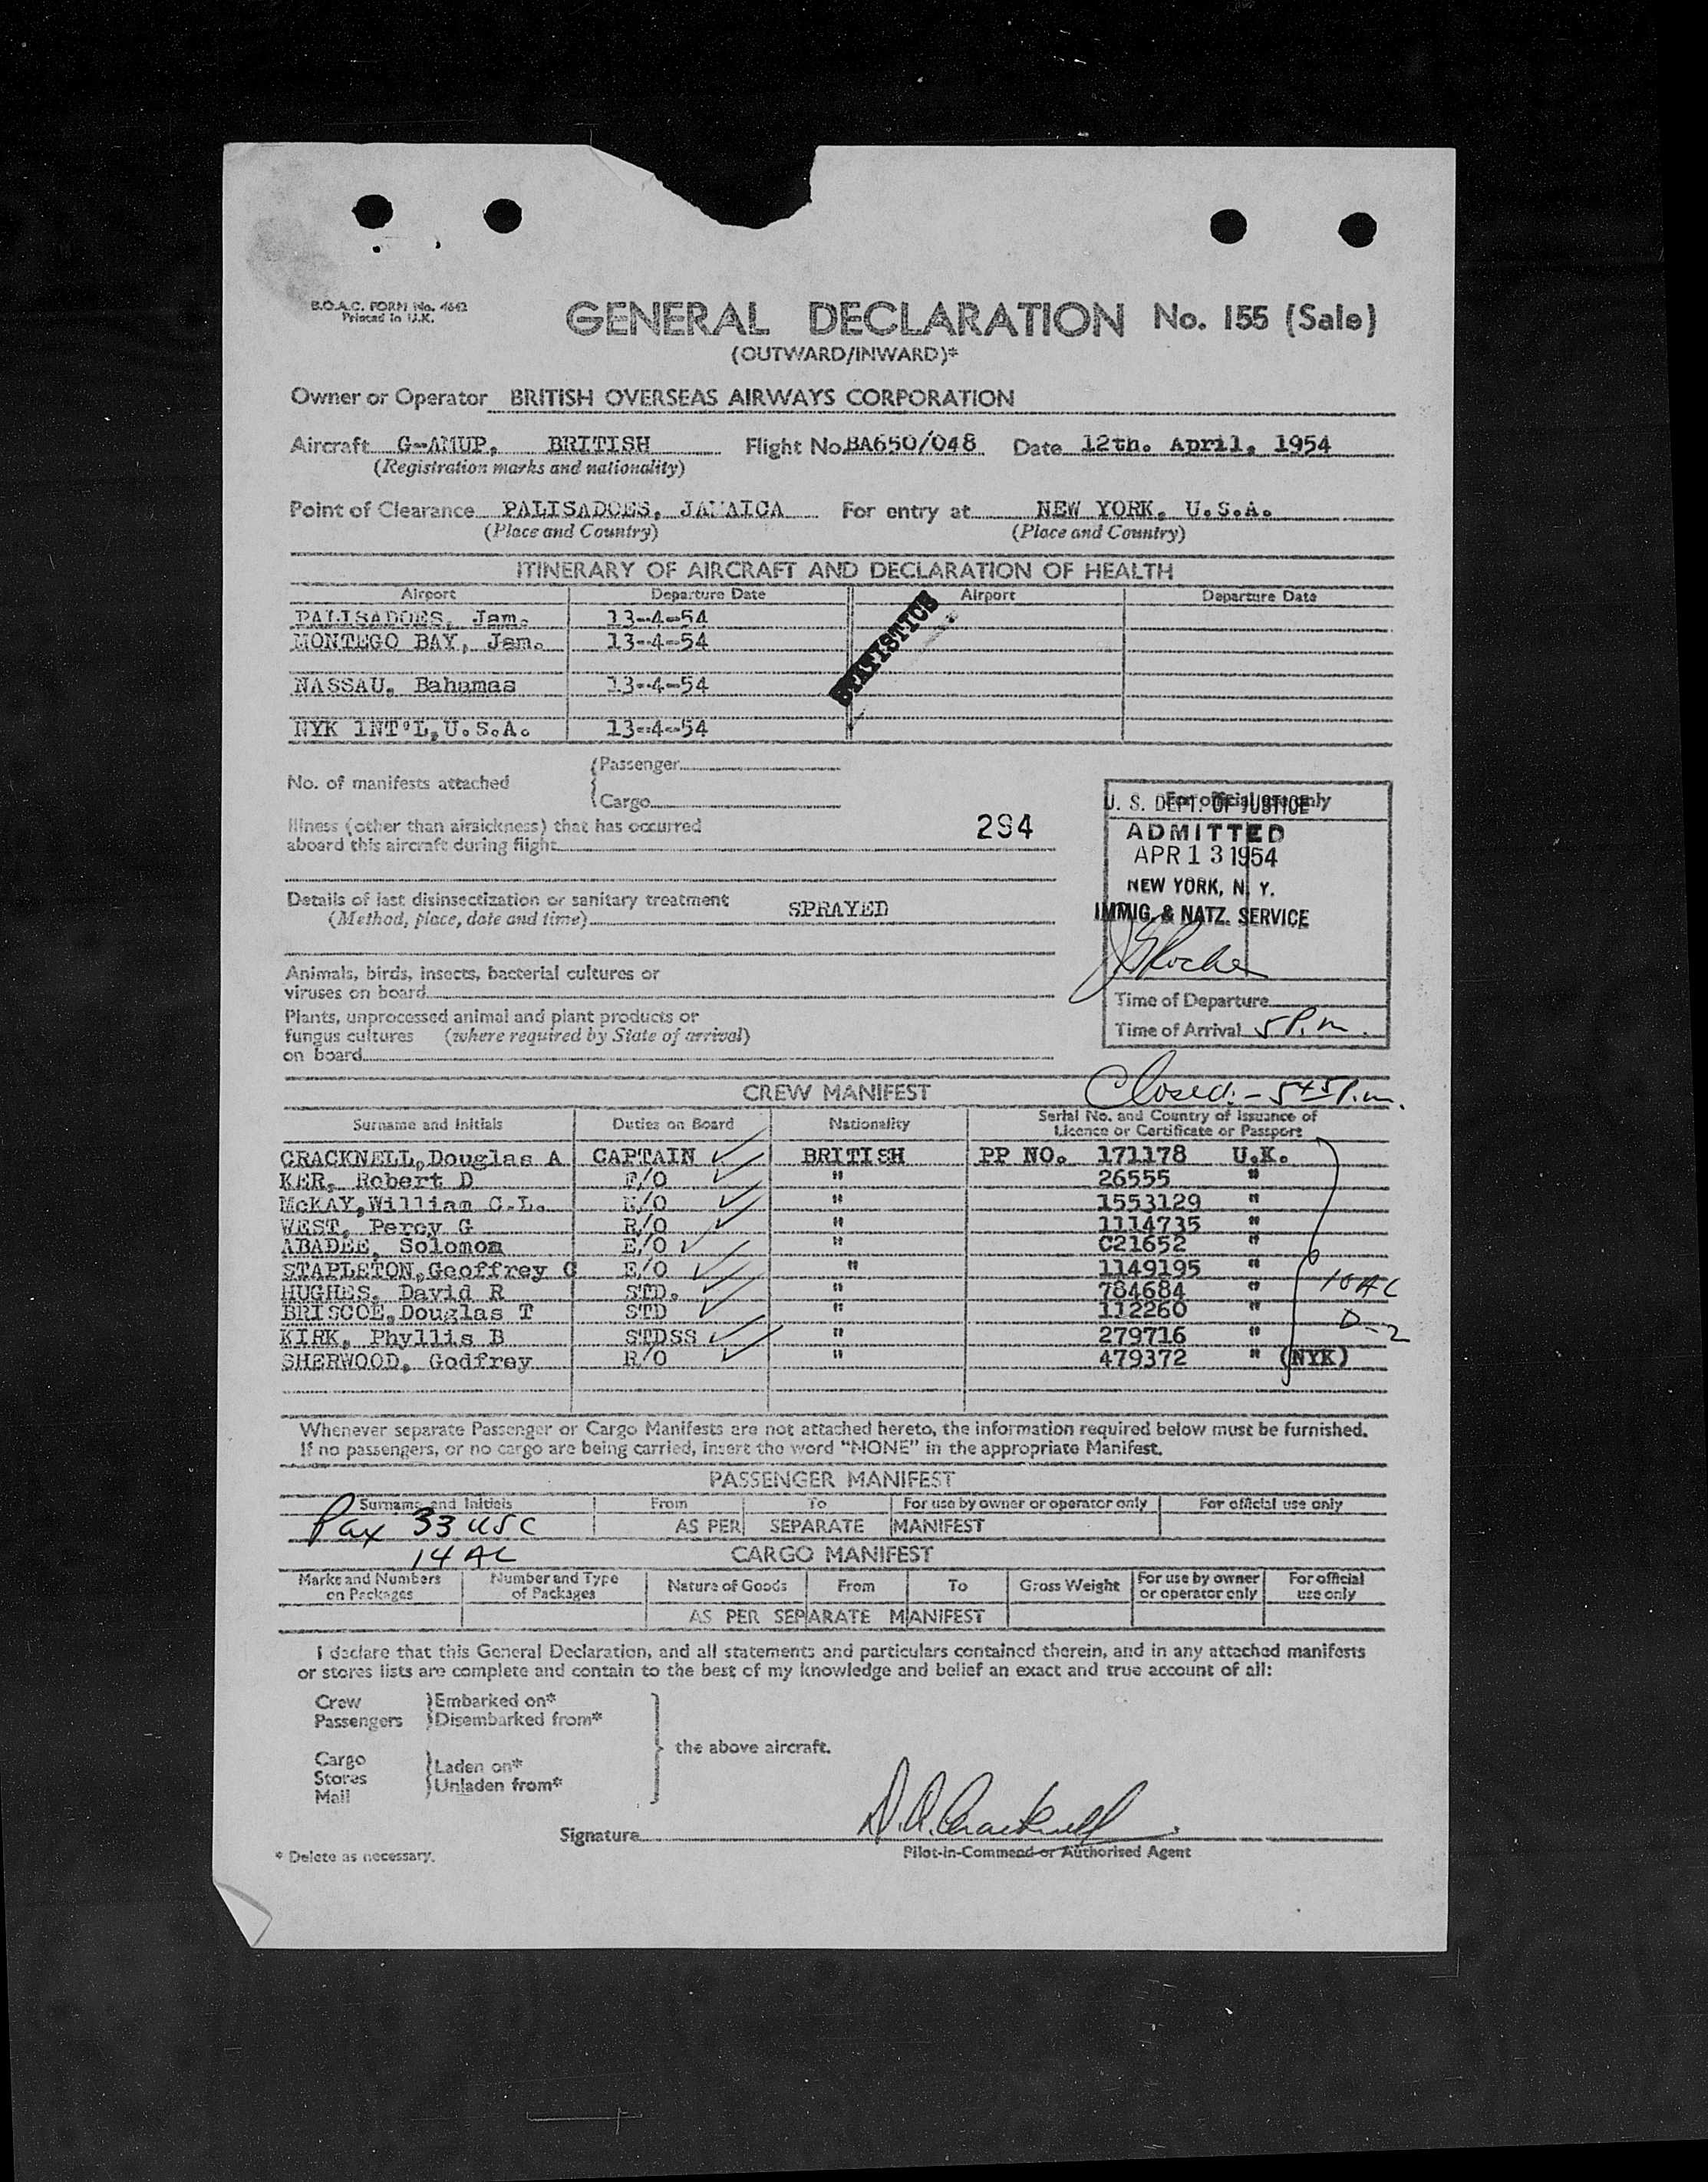 B.O.A.C. FORM No. 4642
Printed in U.K.
GENERAL DECLARATION No. 155 (Sale)
(OUTWARD/INWARD)*
Owner or Operator BRITISH OVERSEAS AIRWAYS CORPORATION
Aircraft G-AMUP, BRITISH Flight No. BA650/048 Date 12th. April, 1954
(Registration marks and nationality)
Point of Clearance PALISADOES, JAMAICA For entry at NEW YORK, U.S.A.
(Place and Country) (Place and Country)
ITINERARY OF AIRCRAFT AND DECLARATION OF HEALTH
Airport Departure Date Airport Departure Date
PALISADOES, Jam. 13-4-54
MONTEGO BAY, Jam. 13-4-54
STATISTICS
NASSAU, Bahamas 13-4-54
NYK INT'L, U.S.A. 13-4-54
No. of manifests attached
(Passenger
(Cargo
For official use only
U. S. DEPT. OF JUSTICE
ADMITTED
APR 13 1954
NEW YORK, N. Y.
IMMIG. & NATZ. SERVICE
Illness (other than airsickness) that has occurred
aboard this aircraft during flight
294
Details of last disinsectization or sanitary treatment SPRAYED
(Method, place, date and time)
Animals, birds, insects, bacterial cultures or
viruses on board
Time of Departure
Plants, unprocessed animal and plant products or
fungus cultures (where required by State of arrival)
on board
Time of Arrival 5 P.m.
Closed - 545 P.m.
CREW MANIFEST
Surname and Initials Duties on Board Nationality Serial No. and Country of Issuance of
Licence or Certificate or Passport
CRACKNELL, Douglas A CAPTAIN BRITISH PP NO. 171178 U.K.
KER, Robert D F/O " 26555 "
McKAY, William C.L. N/O " 1553129 "
WEST, Percy G R/O " 1114735 "
ABADEE, Solomon E/O " C21652 "
STAPLETON, Geoffrey C E/O " 1149195 "
HUGHES, David R STD. " 784684 " 10 AC
BRISCOE, Douglas T STD " 112260 " D-2
KIRK, Phyllis B STDSS " 279716 "
SHERWOOD, Godfrey R/O " 479372 " (NYK)
Whenever separate Passenger or Cargo Manifests are not attached hereto, the information required below must be furnished.
If no passengers, or no cargo are being carried, insert the word "NONE" in the appropriate Manifest.
PASSENGER MANIFEST
Surname and Initials From To For use by owner or operator only For official use only
Pax 33 USC AS PER SEPARATE MANIFEST
14 AC
CARGO MANIFEST
Marks and Numbers on Packages Number and Type of Packages Nature of Goods From To Gross Weight For use by owner or operator only For official use only
AS PER SEPARATE MANIFEST
I declare that this General Declaration, and all statements and particulars contained therein, and in any attached manifests
or stores lists are complete and contain to the best of my knowledge and belief an exact and true account of all:
Crew } Embarked on*
Passengers } Disembarked from*
the above aircraft.
Cargo
Stores } Laden on*
Mail } Unladen from*
Signature D.A. Cracknell
Pilot-in-Command or Authorised Agent
* Delete as necessary.